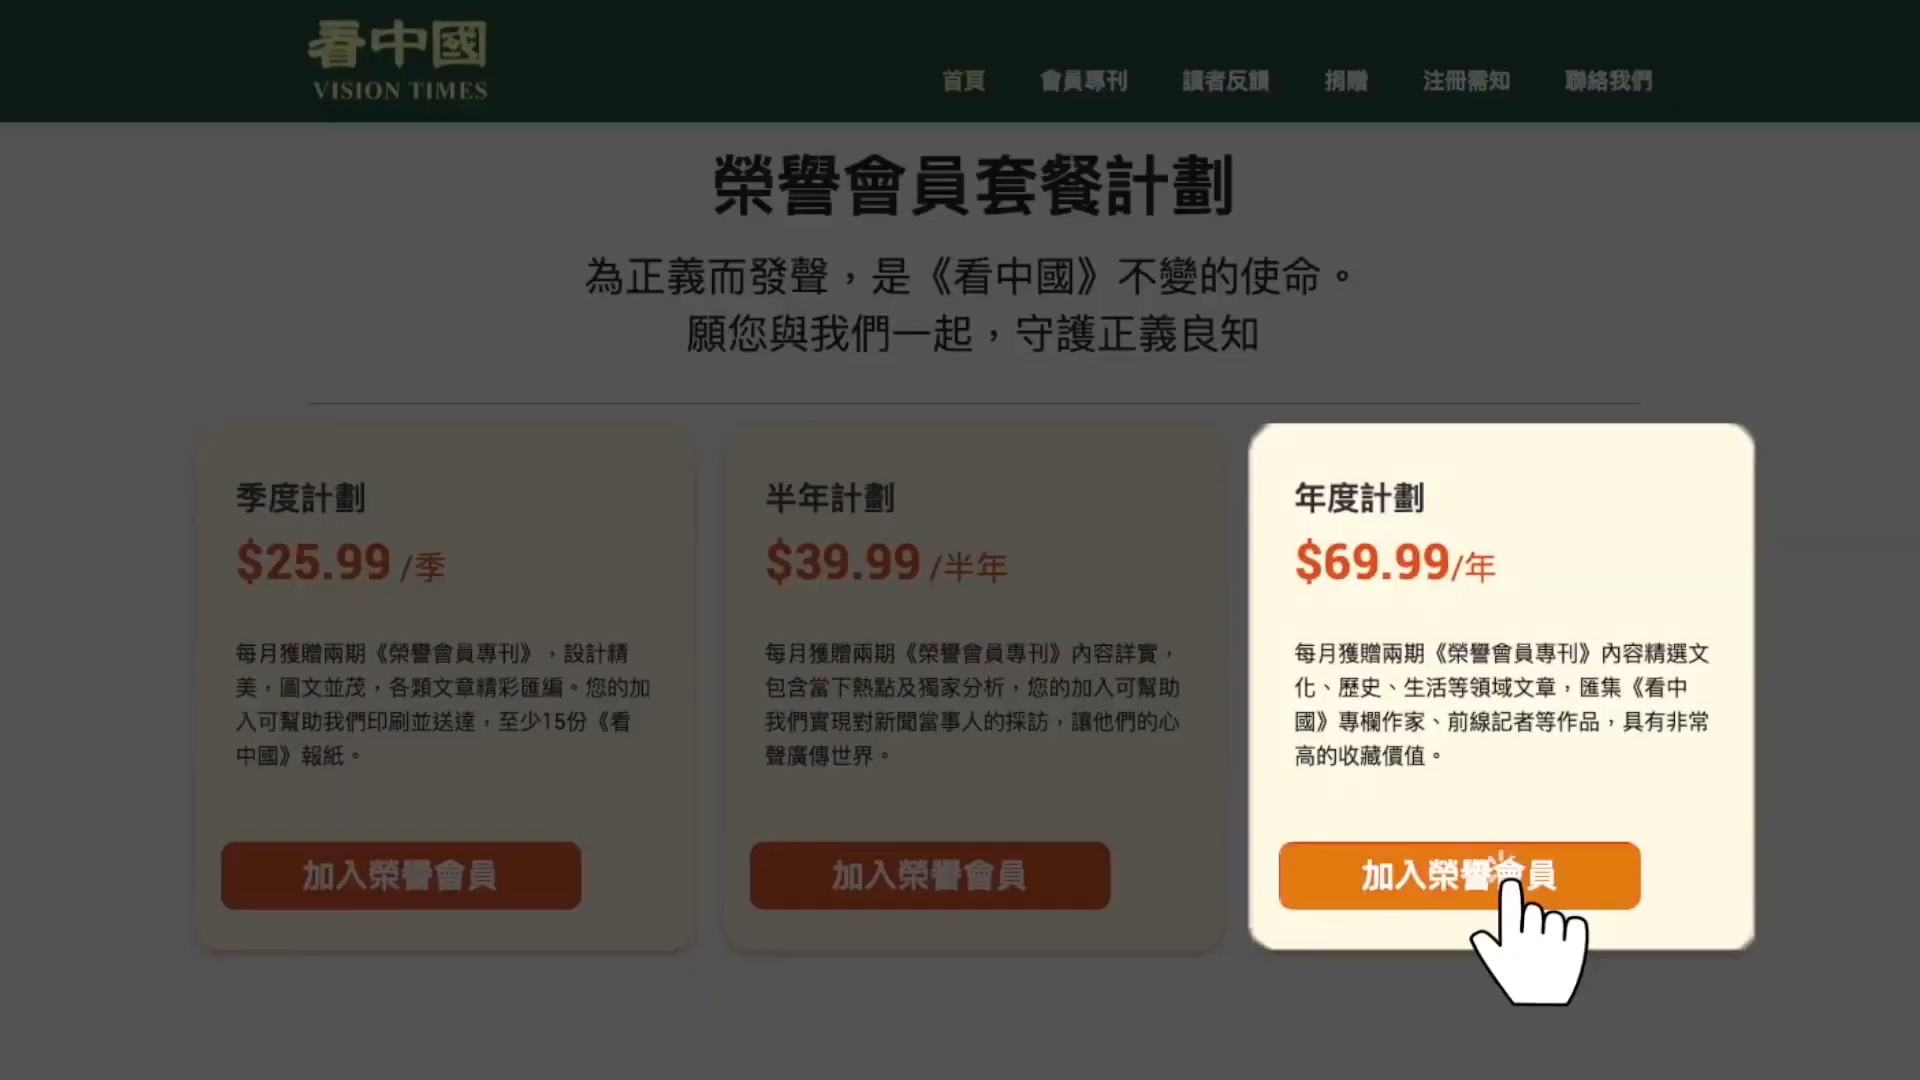 看中國
VISION TIMES
首頁 會員專刊 讀者反饋 捐贈 注冊需知 聯絡我們
榮譽會員套餐計劃
為正義而發聲，是《看中國》不變的使命。
願您與我們一起，守護正義良知
季度計劃
$25.99 /季
每月獲贈兩期《榮譽會員專刊》，設計精
美，圖文並茂，各類文章精彩匯編。您的加
入可幫助我們印刷並送達，至少15份《看
中國》報紙。
加入榮譽會員
半年計劃
$39.99 /半年
每月獲贈兩期《榮譽會員專刊》內容詳實，
包含當下熱點及獨家分析，您的加入可幫助
我們實現對新聞當事人的採訪，讓他們的心
聲廣傳世界。
加入榮譽會員
年度計劃
$69.99/年
每月獲贈兩期《榮譽會員專刊》內容精選文
化、歷史、生活等領域文章，匯集《看中
國》專欄作家、前線記者等作品，具有非常
高的收藏價值。
加入榮譽會員